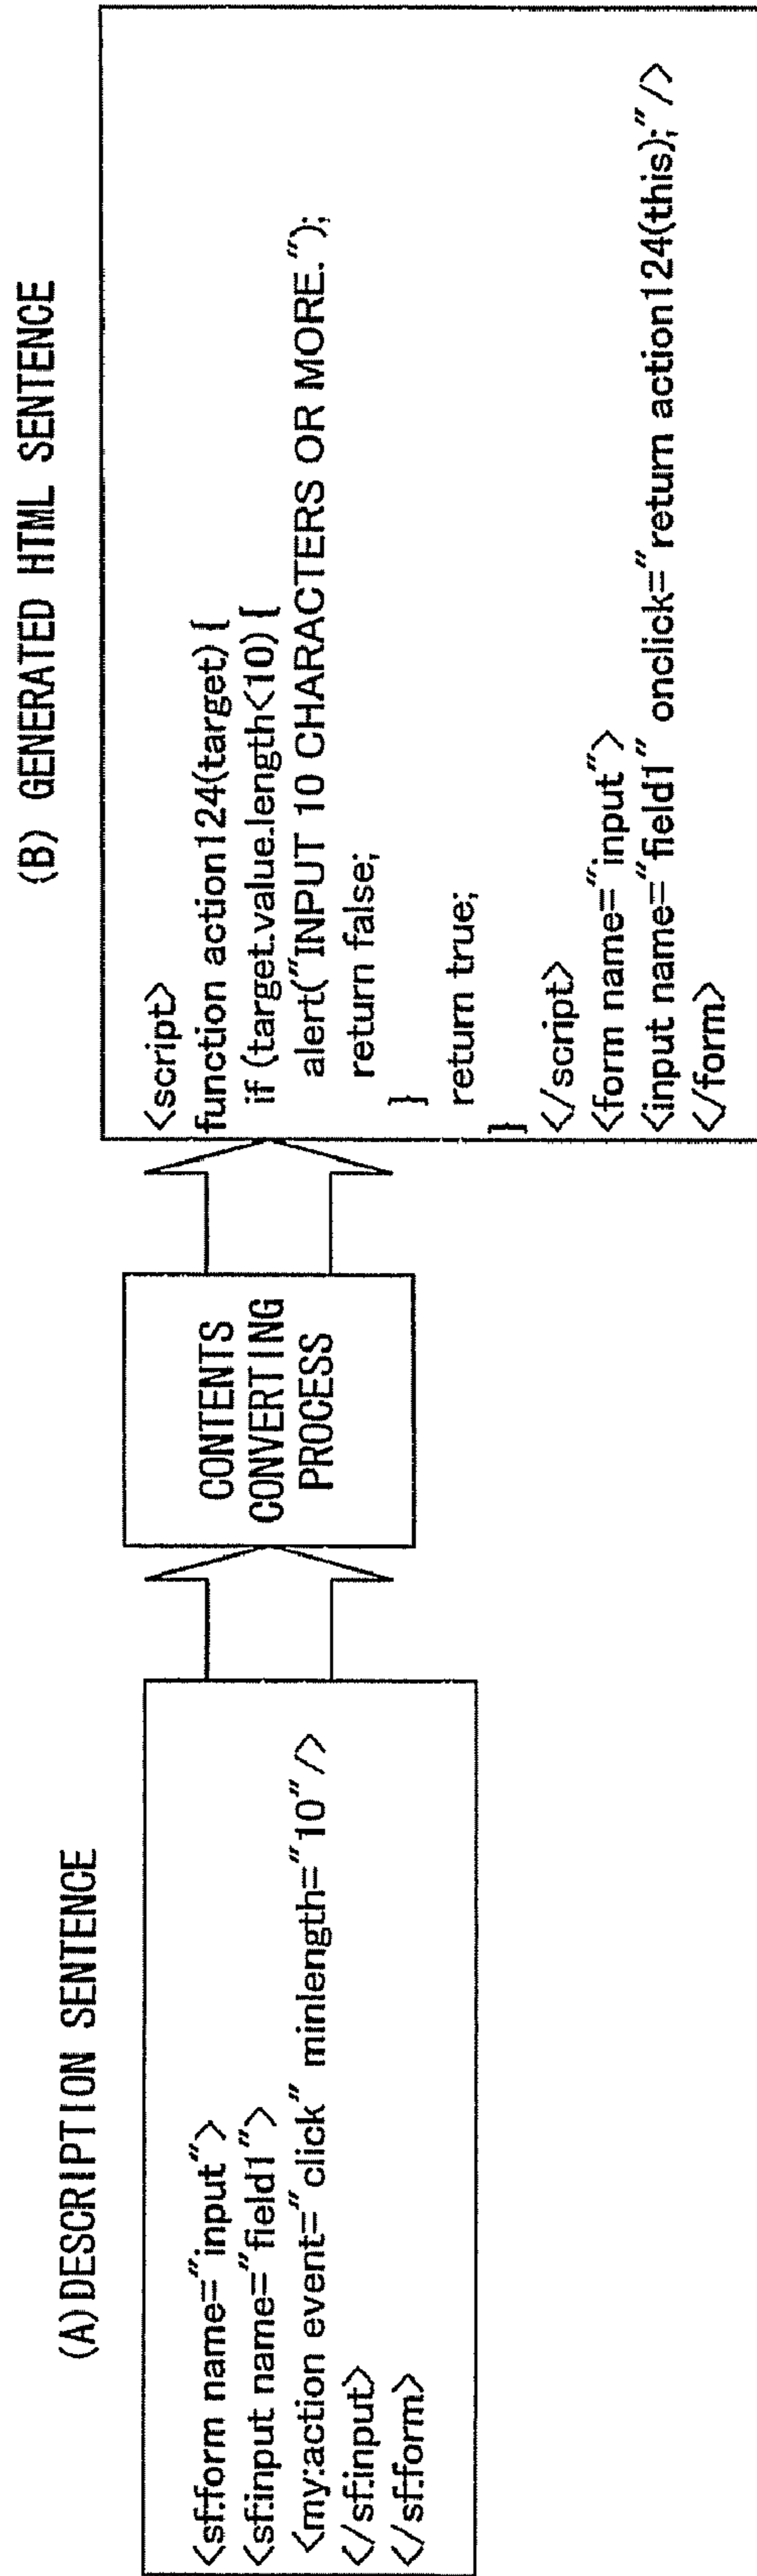 (A)DESCRIPTION SENTENCE
<sf:form name="input">
<sf:input name="field1">
<my:action event="click" minlength="10"/>
</sf:input>
</sf:form>
CONTENTS
CONVERTING
PROCESS
(B) GENERATED HTML SENTENCE
<script>
function action124(target) {
if (target.value.length<10) {
alert("INPUT 10 CHARACTERS OR MORE.");
return false;
}
return true;
}
</script>
<form name="input">
<input name="field1" onclick="return action124(this);"/>
</form>